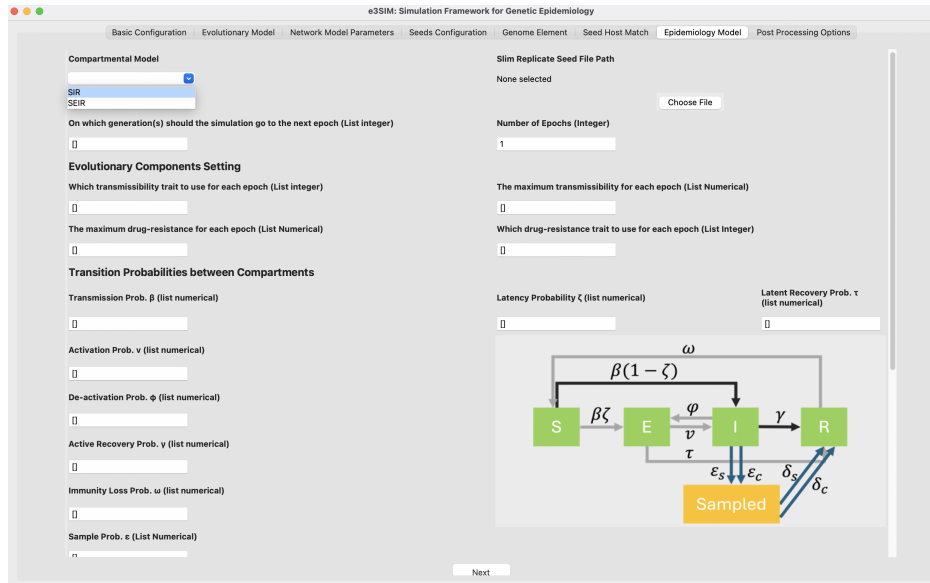 e3SIM: Simulation Framework for Genetic Epidemiology
Basic Configuration Evolutionary Model Network Model Parameters Seeds Configuration Genome Element Seed Host Match Epidemiology Model Post Processing Options
Compartmental Model
SIR
SEIR
Slim Replicate Seed File Path
None selected
Choose File
On which generation(s) should the simulation go to the next epoch (List integer)
[]
Number of Epochs (Integer)
1
Evolutionary Components Setting
Which transmissibility trait to use for each epoch (List integer)
[]
The maximum transmissibility for each epoch (List Numerical)
[]
The maximum drug-resistance for each epoch (List Numerical)
[]
Which drug-resistance trait to use for each epoch (List Integer)
[]
Transition Probabilities between Compartments
Transmission Prob. β (list numerical)
[]
Latency Probability ζ (list numerical)
[]
Latent Recovery Prob. τ
(list numerical)
[]
Activation Prob. v (list numerical)
[]
De-activation Prob. φ (list numerical)
[]
Active Recovery Prob. γ (list numerical)
[]
Immunity Loss Prob. ω (list numerical)
[]
Sample Prob. ε (List Numerical)
ω
β(1 − ζ)
S βζ E φ v I γ R
τ
εs εc δs δc
Sampled
Next